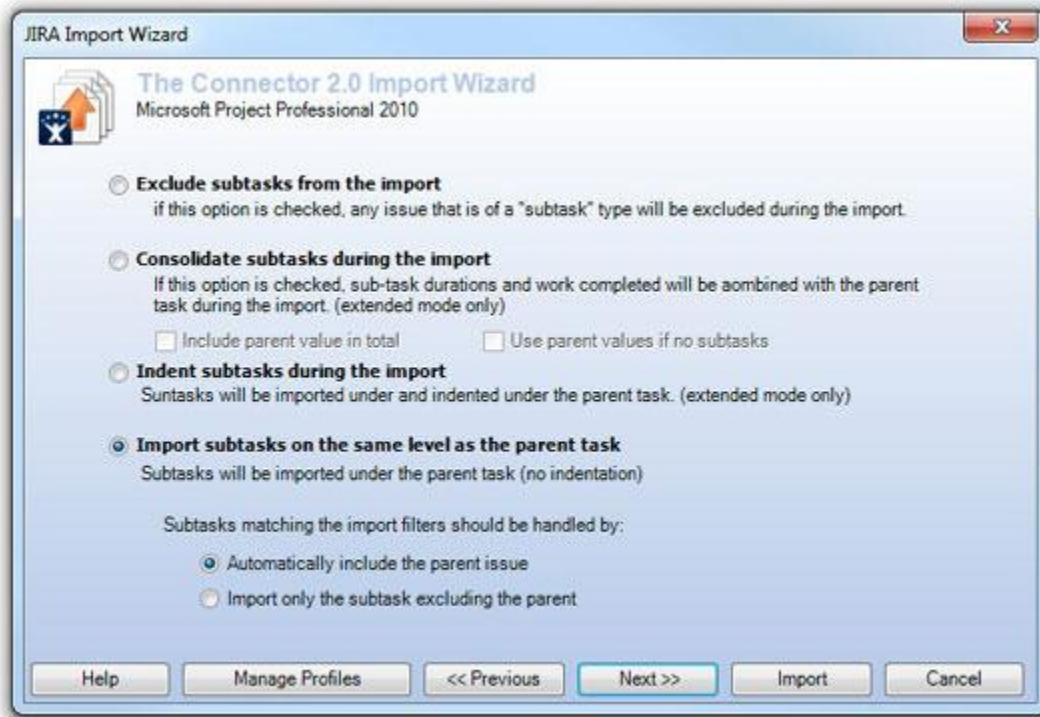 JIRA Import Wizard
The Connector 2.0 Import Wizard
Microsoft Project Professional 2010
Exclude subtasks from the import
if this option is checked, any issue that is of a "subtask" type will be excluded during the import.
Consolidate subtasks during the import
If this option is checked, sub-task durations and work completed will be aombined with the parent
task during the import. (extended mode only)
Include parent value in total Use parent values if no subtasks
Indent subtasks during the import
Suntasks will be imported under and indented under the parent task. (extended mode only)
Import subtasks on the same level as the parent task
Subtasks will be imported under the parent task (no indentation)
Subtasks matching the import filters should be handled by:
Automatically include the parent issue
Import only the subtask excluding the parent
Help Manage Profiles << Previous Next >> Import Cancel